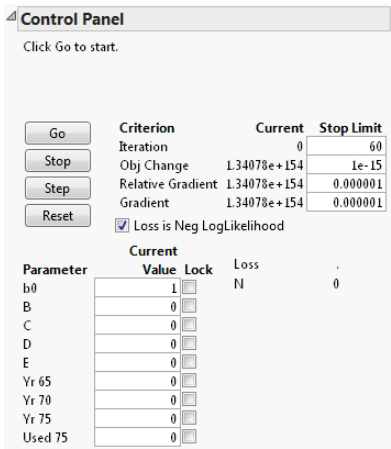 Control Panel
Click Go to start.
Go
Stop
Step
Reset
Criterion Current Stop Limit
Iteration 0 60
Obj Change 1.34078e+154 1e-15
Relative Gradient 1.34078e+154 0.000001
Gradient 1.34078e+154 0.000001
Loss is Neg LogLikelihood
Current
Parameter Value Lock
b0 1
B 0
C 0
D 0
E 0
Yr 65 0
Yr 70 0
Yr 75 0
Used 75 0
Loss .
N 0